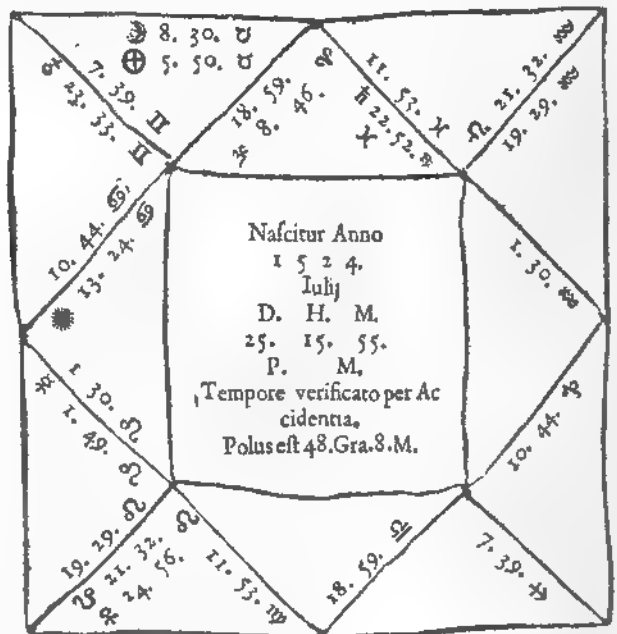 ☽ 8. 30. ♉
⊕ 5. 50. ♉
7. 39. ♊
23. 33. ♊
18. 59. ♈
8. 46.
11. 53. ♓
♄ 22. 52.
♓
☊ 21. 32. ♒
19. 29. ♒
10. 44. ♋
13. 24. ♋
1. 30. ♒
Naſcitur Anno
1 5 2 4.
Iulij
D. H. M.
25. 15. 55.
P. M.
Tempore verificato per Ac
cidentia.
Polus eſt 48. Gra. 8. M.
1 30. ♌
1. 49. ♌
10. 44. ♑
19. 29. ♌
☋ 21. 32. ♌
24. 56.
11. 53. ♍
18. 59. ♎
7. 39. ♐